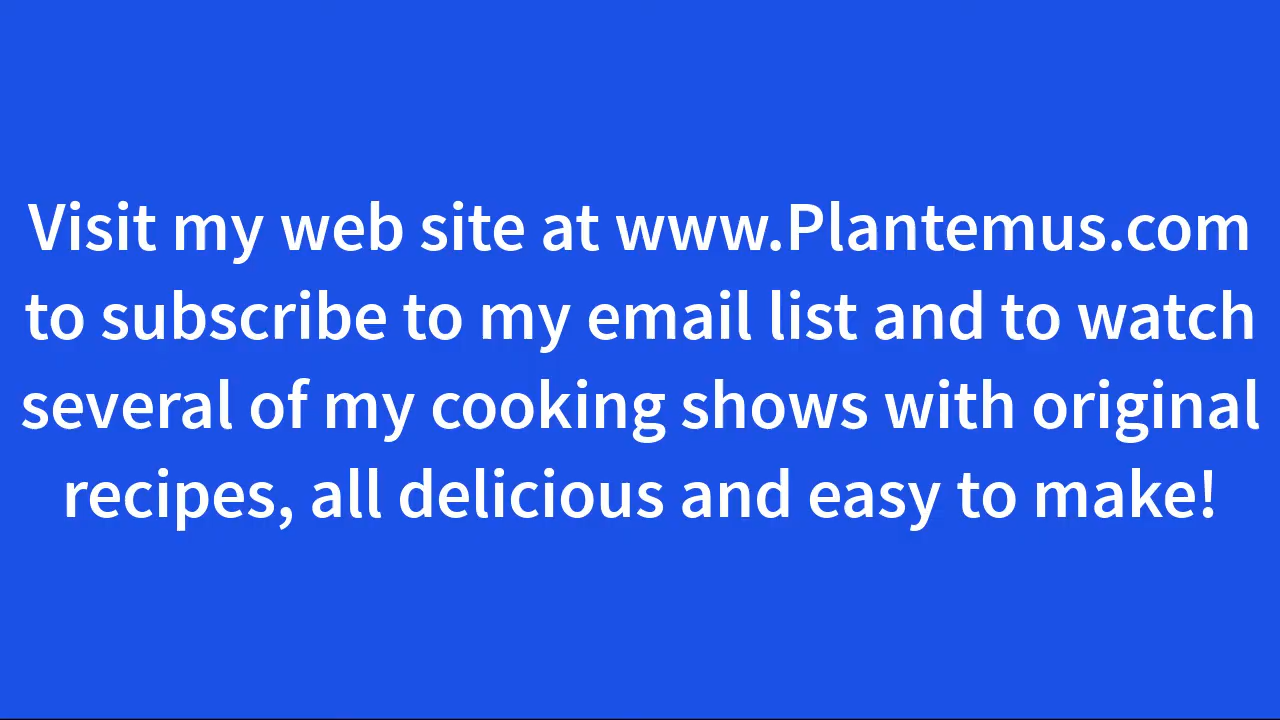 Visit my web site at www.Plantemus.com
to subscribe to my email list and to watch
several of my cooking shows with original
recipes, all delicious and easy to make!